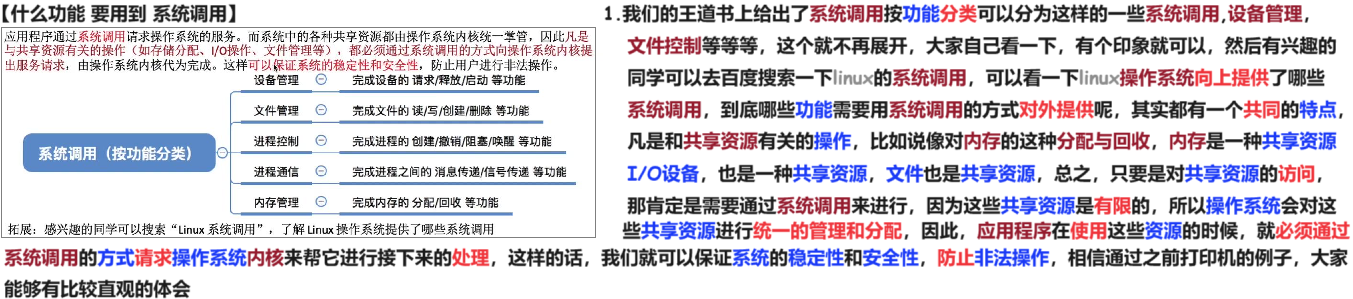 【什么功能 要用到 系统调用】
应用程序通过系统调用请求操作系统的服务。而系统中的各种共享资源都由操作系统内核统一掌管，因此凡是
与共享资源有关的操作（如存储分配、I/O操作、文件管理等），都必须通过系统调用的方式向操作系统内核提
出服务请求，由操作系统内核代为完成。这样可以保证系统的稳定性和安全性，防止用户进行非法操作。
设备管理 完成设备的 请求/释放/启动 等功能
文件管理 完成文件的 读/写/创建/删除 等功能
系统调用（按功能分类） 进程控制 完成进程的 创建/撤销/阻塞/唤醒 等功能
进程通信 完成进程之间的 消息传递/信号传递 等功能
内存管理 完成内存的 分配/回收 等功能
拓展：感兴趣的同学可以搜索“Linux 系统调用”，了解 Linux 操作系统提供了哪些系统调用
1.我们的王道书上给出了系统调用按功能分类可以分为这样的一些系统调用,设备管理，
文件控制等等等，这个就不再展开，大家自己看一下，有个印象就可以，然后有兴趣的
同学可以去百度搜索一下linux的系统调用，可以看一下linux操作系统向上提供了哪些
系统调用，到底哪些功能需要用系统调用的方式对外提供呢，其实都有一个共同的特点，
凡是和共享资源有关的操作，比如说像对内存的这种分配与回收，内存是一种共享资源
I/O设备，也是一种共享资源，文件也是共享资源，总之，只要是对共享资源的访问，
那肯定是需要通过系统调用来进行，因为这些共享资源是有限的，所以操作系统会对这
些共享资源进行统一的管理和分配，因此，应用程序在使用这些资源的时候，就必须通过
系统调用的方式请求操作系统内核来帮它进行接下来的处理，这样的话，我们就可以保证系统的稳定性和安全性，防止非法操作，相信通过之前打印机的例子，大家
能够有比较直观的体会